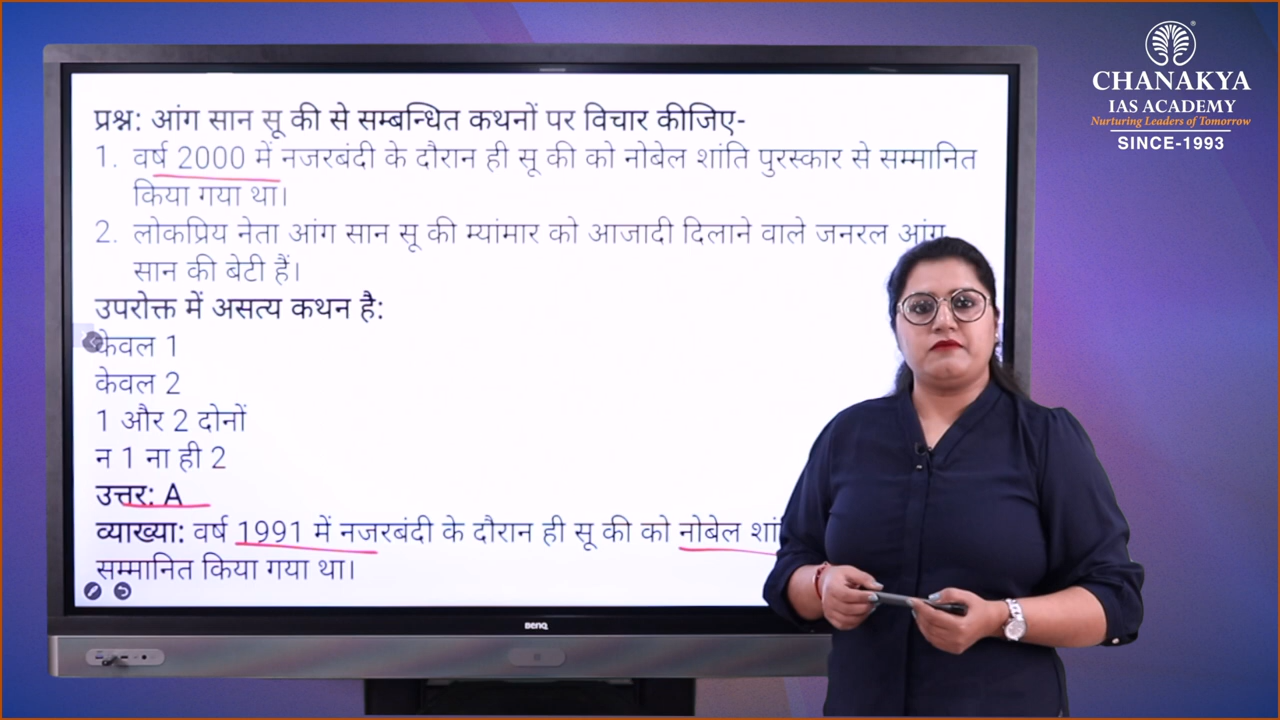 प्रश्न: आंग सान सू की से सम्बन्धित कथनों पर विचार कीजिए-
1. वर्ष 2000 में नजरबंदी के दौरान ही सू की को नोबेल शांति पुरस्कार से सम्मानित
किया गया था।
2. लोकप्रिय नेता आंग सान सू की म्यांमार को आजादी दिलाने वाले जनरल आंग
सान की बेटी हैं।
उपरोक्त में असत्य कथन है:
केवल 1
केवल 2
1 और 2 दोनों
न 1 ना ही 2
उत्तर: A
व्याख्या: वर्ष 1991 में नजरबंदी के दौरान ही सू की को नोबेल
सम्मानित किया गया था।
BenQ
CHANAKYA
IAS ACADEMY
Nurturing Leaders of Tomorrow
SINCE-1993